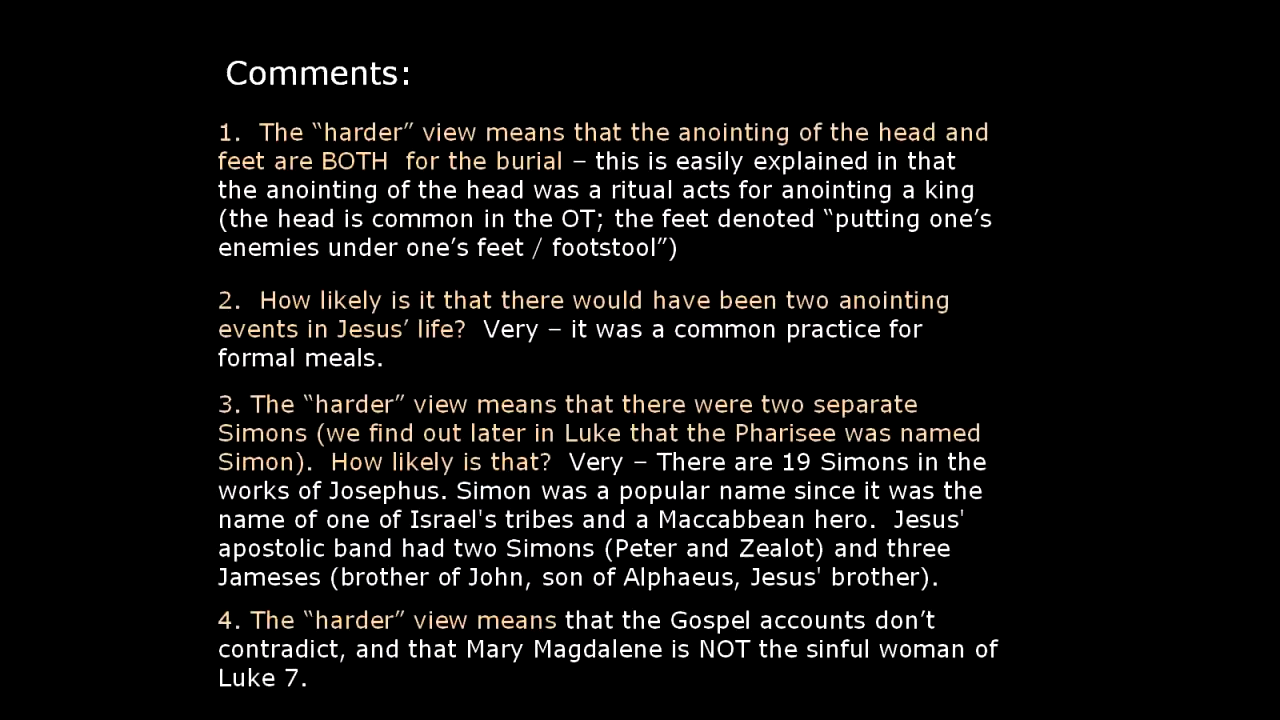 Comments:
1.  The “harder” view means that the anointing of the head and
feet are BOTH  for the burial – this is easily explained in that
the anointing of the head was a ritual acts for anointing a king
(the head is common in the OT; the feet denoted “putting one’s
enemies under one’s feet / footstool”)
2.  How likely is it that there would have been two anointing
events in Jesus’ life?  Very – it was a common practice for
formal meals.
3. The “harder” view means that there were two separate
Simons (we find out later in Luke that the Pharisee was named
Simon).  How likely is that?  Very – There are 19 Simons in the
works of Josephus. Simon was a popular name since it was the
name of one of Israel's tribes and a Maccabbean hero.  Jesus'
apostolic band had two Simons (Peter and Zealot) and three
Jameses (brother of John, son of Alphaeus, Jesus' brother).
4. The “harder” view means that the Gospel accounts don’t
contradict, and that Mary Magdalene is NOT the sinful woman of
Luke 7.